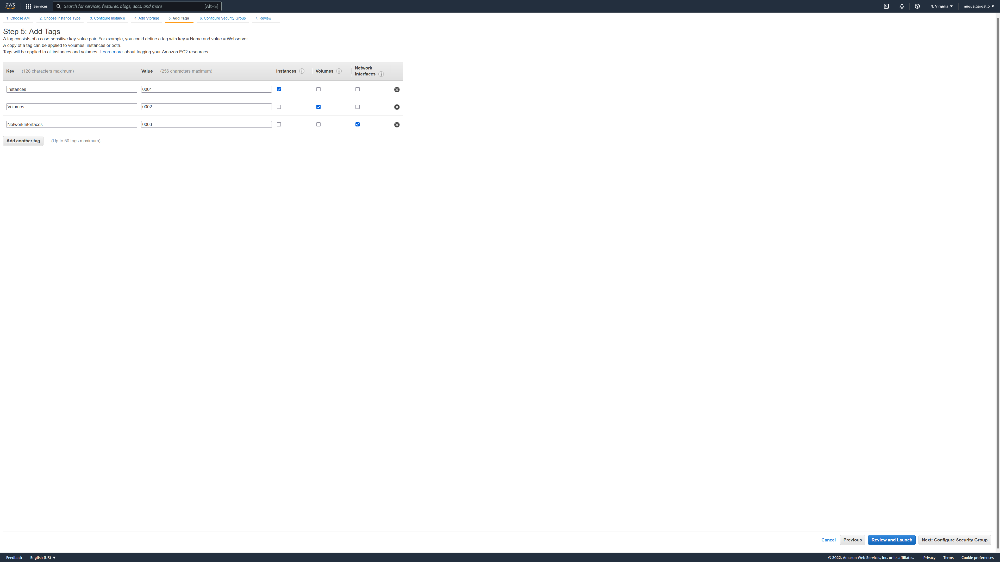 aws Services Search for services, features, blogs, docs, and more [Alt+S] N. Virginia miguelgargallo
1. Choose AMI 2. Choose Instance Type 3. Configure Instance 4. Add Storage 5. Add Tags 6. Configure Security Group 7. Review
Step 5: Add Tags
A tag consists of a case-sensitive key-value pair. For example, you could define a tag with key = Name and value = Webserver.
A copy of a tag can be applied to volumes, instances or both.
Tags will be applied to all instances and volumes. Learn more about tagging your Amazon EC2 resources.
Key (128 characters maximum) Value (256 characters maximum) Instances Volumes Network
Interfaces
Instances 0001
Volumes 0002
NetworkInterfaces 0003
Add another tag (Up to 50 tags maximum)
Cancel Previous Review and Launch Next: Configure Security Group
Feedback English (US) © 2022, Amazon Web Services, Inc. or its affiliates. Privacy Terms Cookie preferences